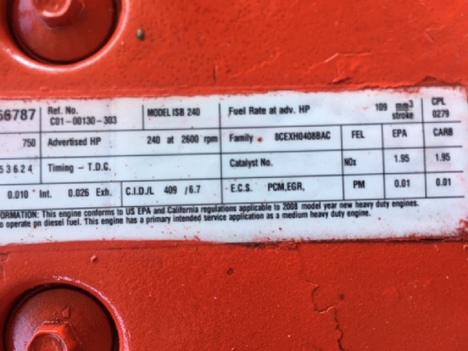 56787 Ref. No. C01-00130-303 MODEL ISB 240 Fuel Rate at adv. HP 109 mm3 stroke CPL 0279
750 Advertised HP 240 at 2600 rpm Family 8CEXH0408BAC FEL EPA CARB
53624 Timing - T.D.C. Catalyst No. NOx 1.95 1.95
0.010" Int. 0.026 Exh. C.I.D./L 409 /6.7 E.C.S. PCM,EGR, PM 0.01 0.01
ORMATION: This engine conforms to US EPA and California regulations applicable to 2008 model year new heavy duty engines.
o operate on diesel fuel. This engine has a primary intended service application as a medium heavy duty engine.